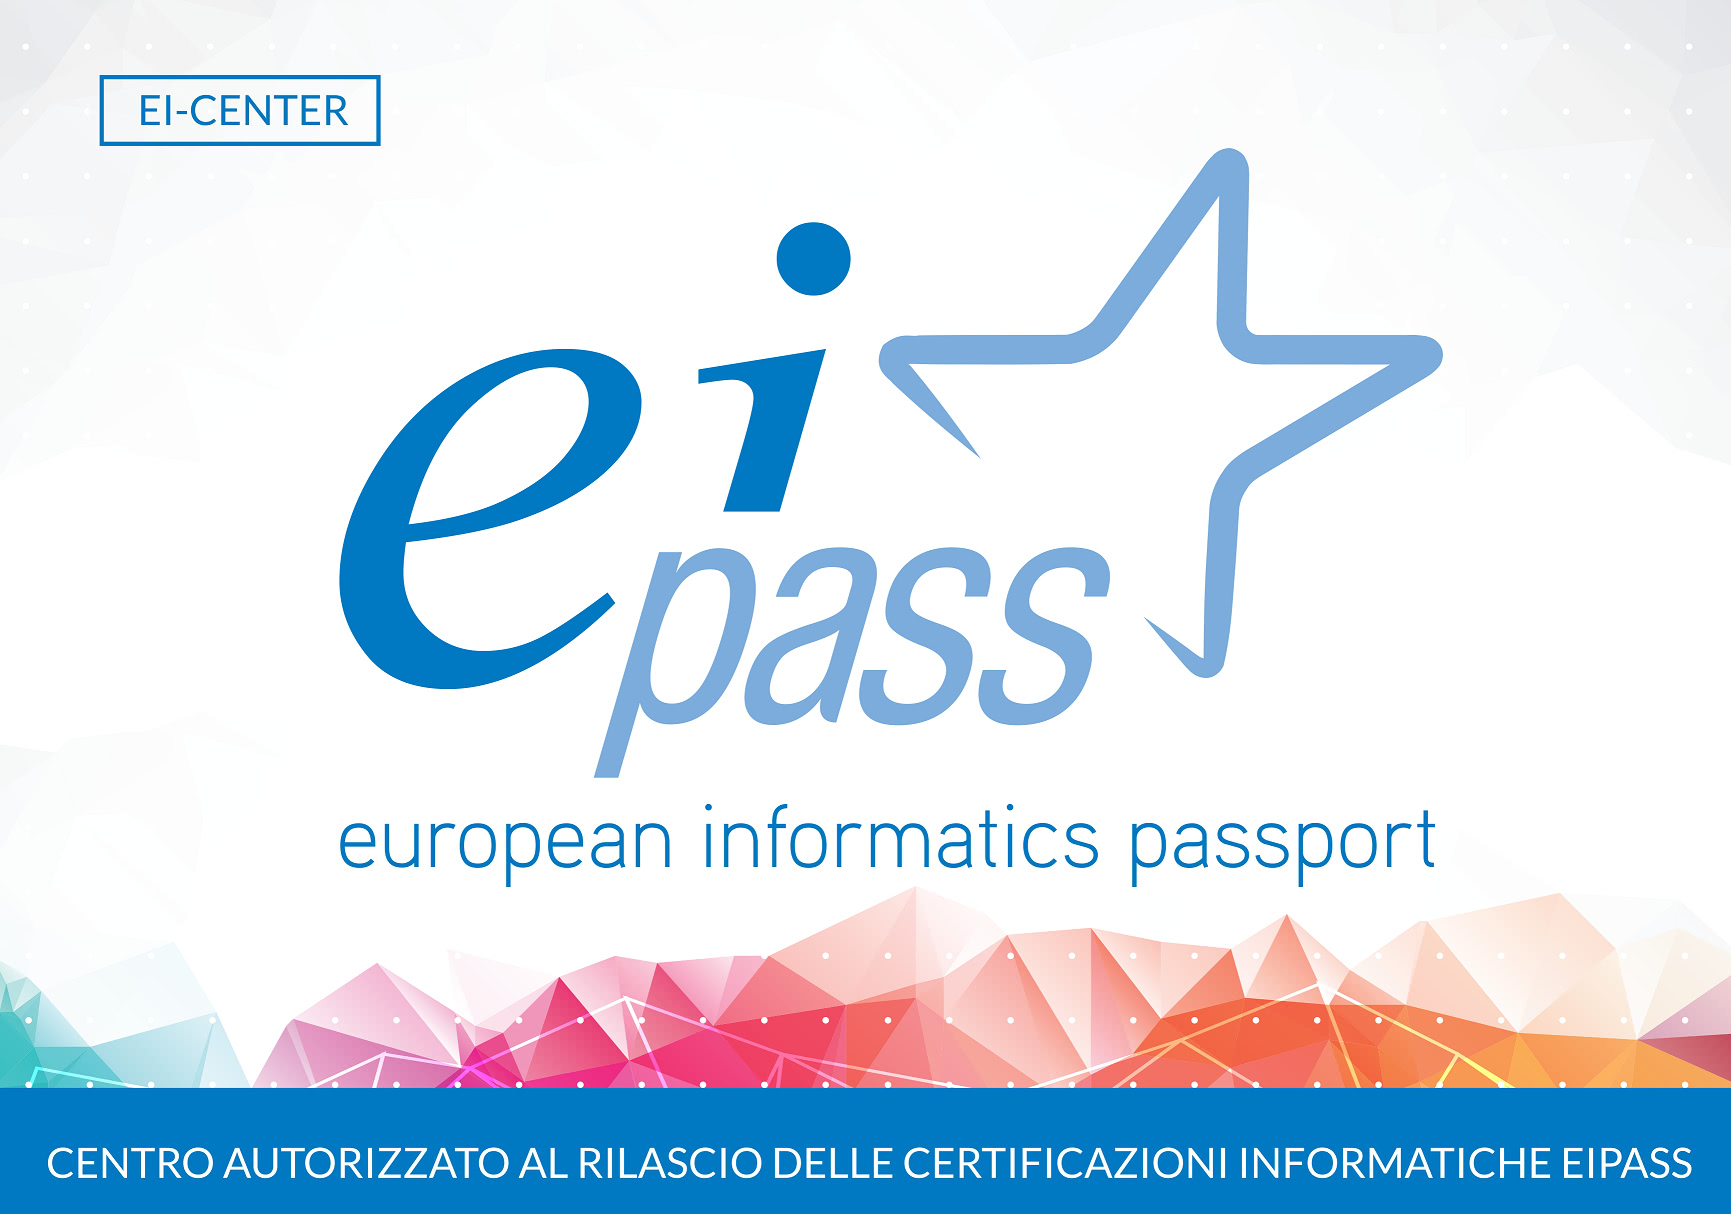 EI-CENTER
ei
pass
european informatics passport
CENTRO AUTORIZZATO AL RILASCIO DELLE CERTIFICAZIONI INFORMATICHE EIPASS